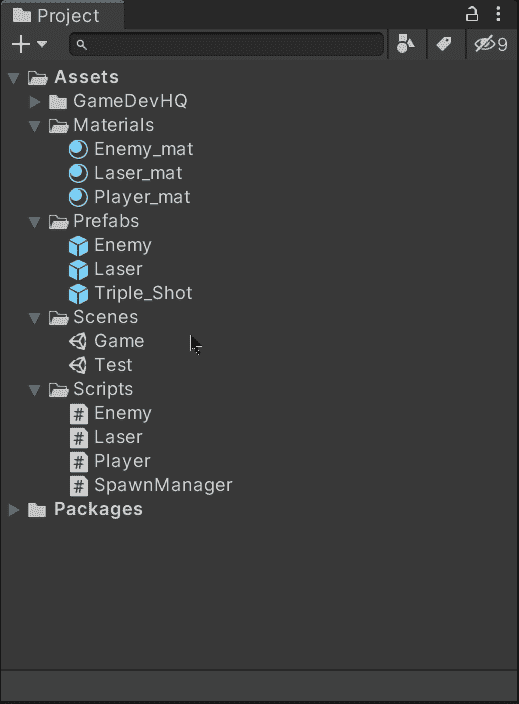 Project
9
Assets
GameDevHQ
Materials
Enemy_mat
Laser_mat
Player_mat
Prefabs
Enemy
Laser
Triple_Shot
Scenes
Game
Test
Scripts
# Enemy
# Laser
# Player
# SpawnManager
Packages